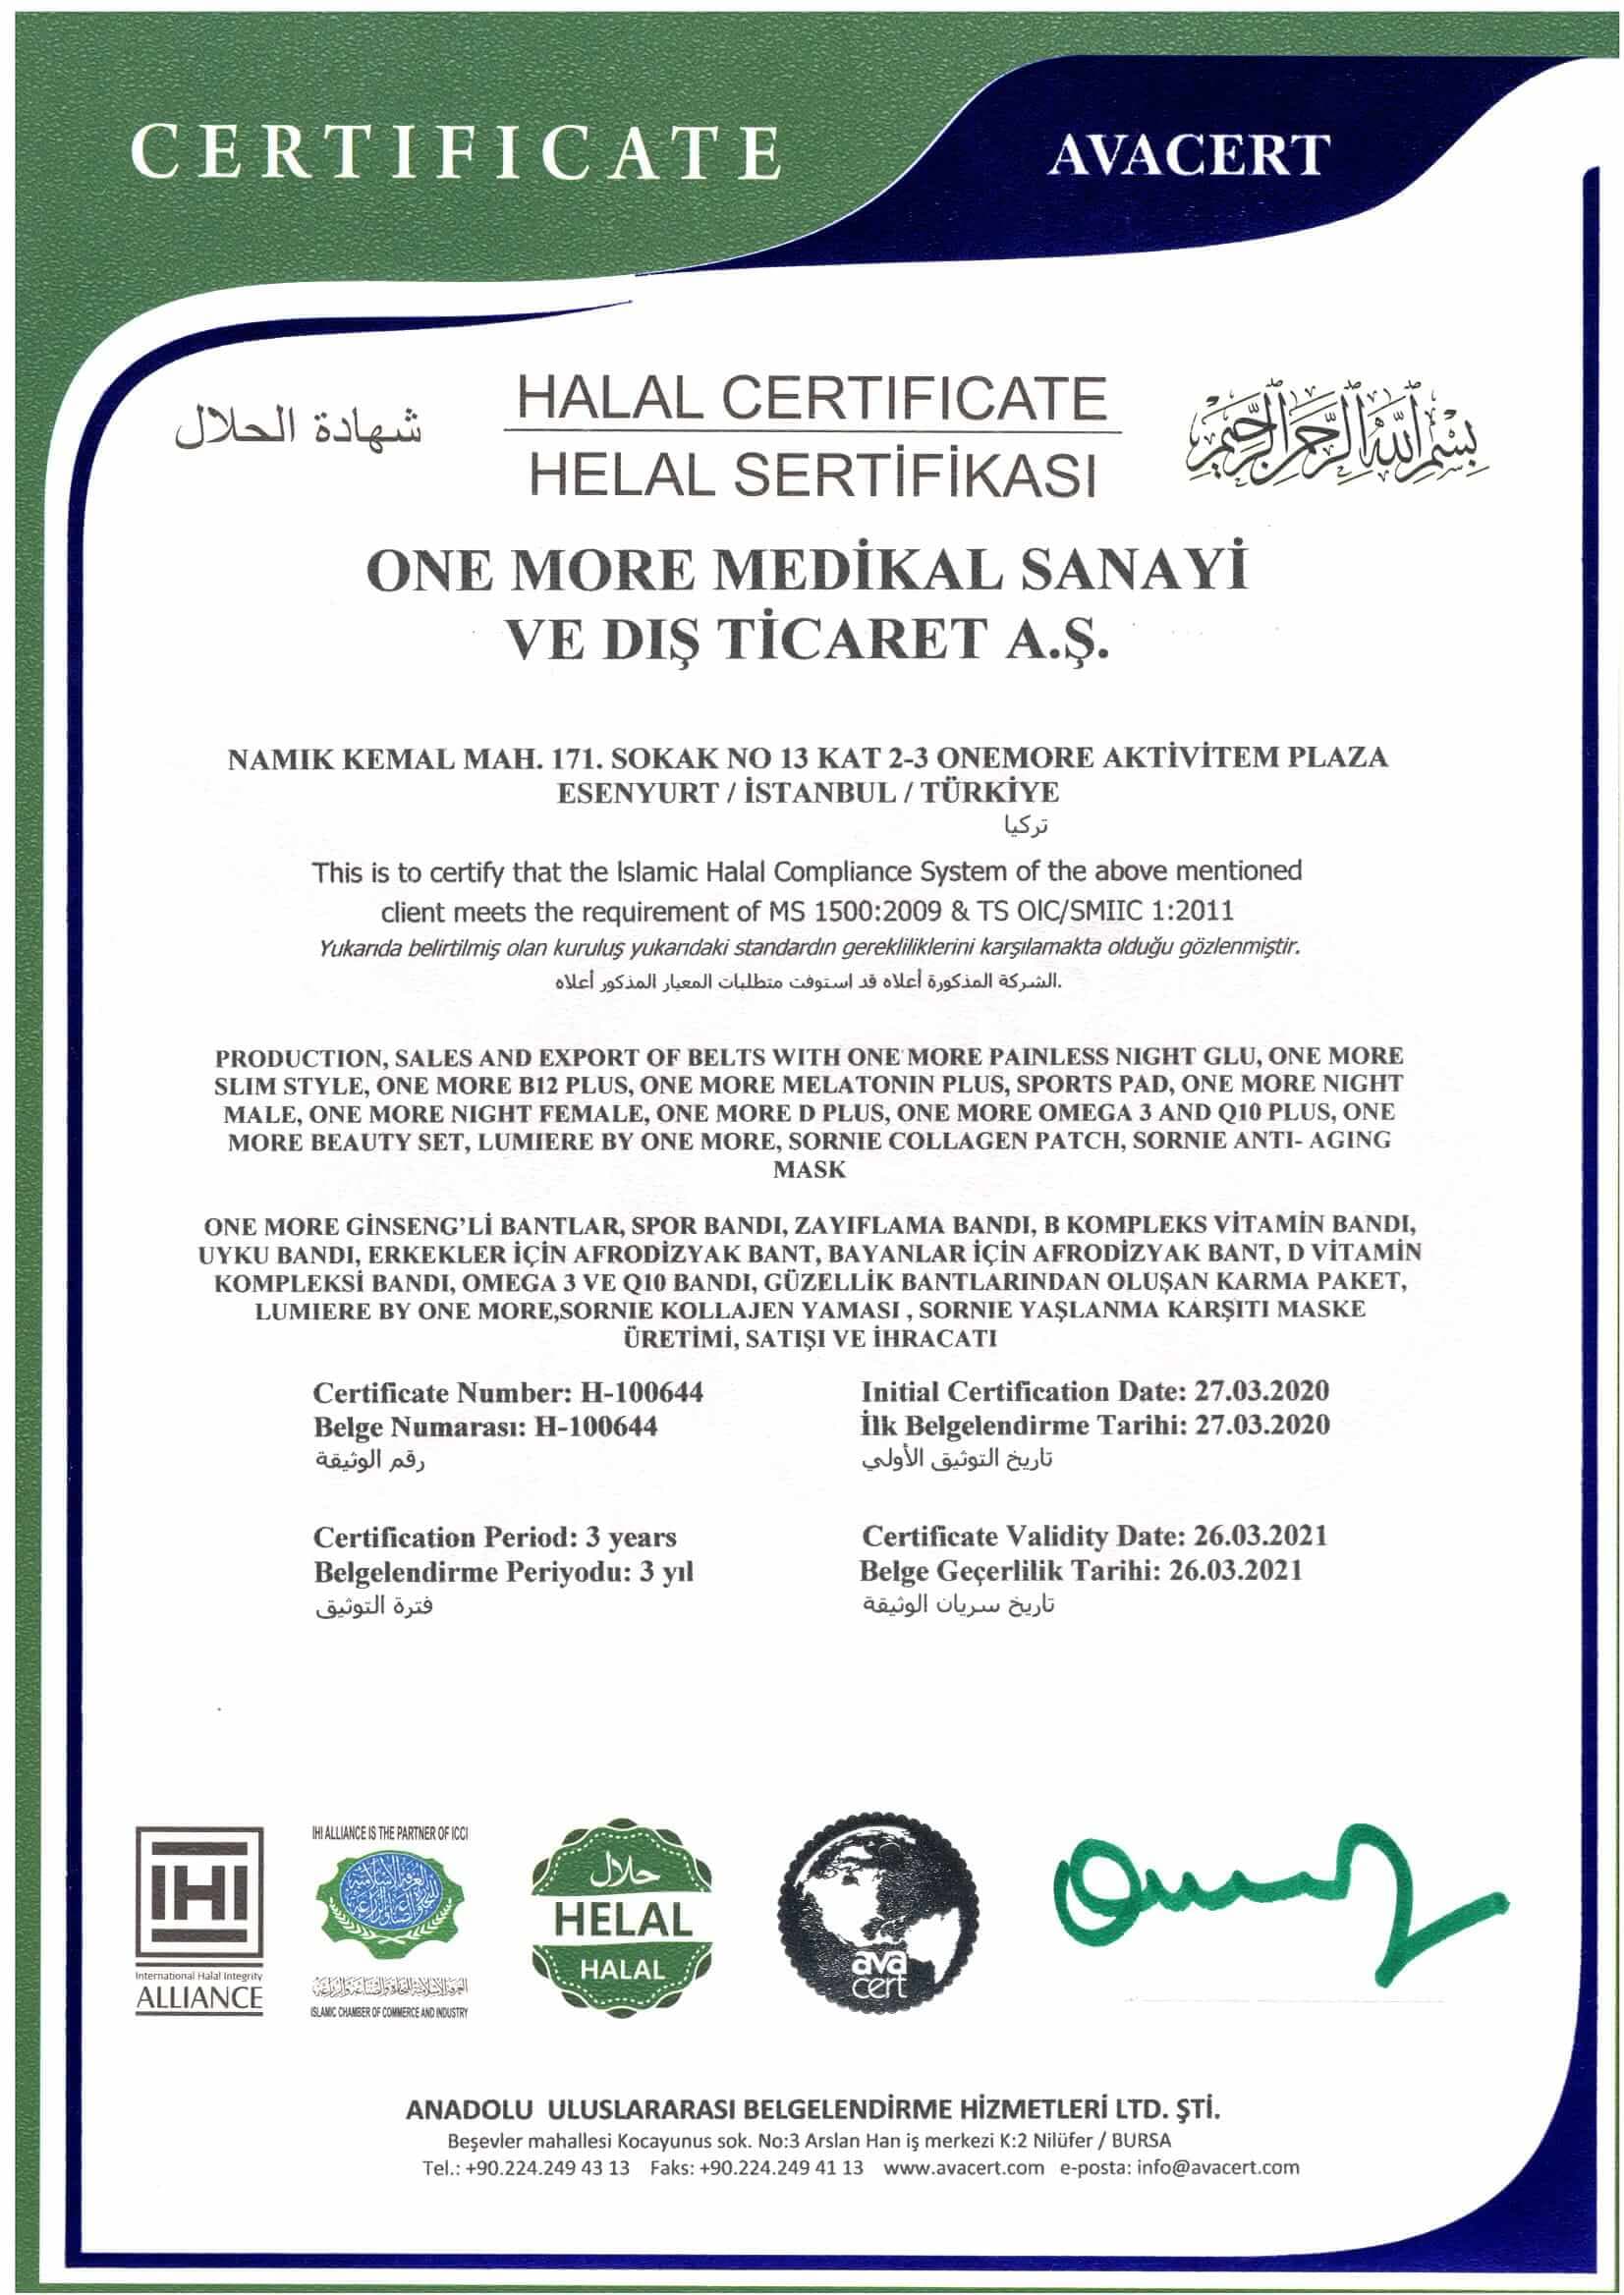 CERTIFICATE
AVACERT
شهادة الحلال
HALAL CERTIFICATE
HELAL SERTİFİKASI
بسم الله الرحمن الرحيم
ONE MORE MEDİKAL SANAYİ
VE DIŞ TİCARET A.Ş.
NAMIK KEMAL MAH. 171. SOKAK NO 13 KAT 2-3 ONEMORE AKTİVİTEM PLAZA
ESENYURT / İSTANBUL / TÜRKİYE
تركيا
This is to certify that the Islamic Halal Compliance System of the above mentioned
client meets the requirement of MS 1500:2009 & TS OIC/SMIIC 1:2011
Yukarıda belirtilmiş olan kuruluş yukarıdaki standardın gerekliliklerini karşılamakta olduğu gözlenmiştir.
الشركة المذكورة أعلاه قد استوفت متطلبات المعيار المذكور أعلاه.
PRODUCTION, SALES AND EXPORT OF BELTS WITH ONE MORE PAINLESS NIGHT GLU, ONE MORE
SLIM STYLE, ONE MORE B12 PLUS, ONE MORE MELATONIN PLUS, SPORTS PAD, ONE MORE NIGHT
MALE, ONE MORE NIGHT FEMALE, ONE MORE D PLUS, ONE MORE OMEGA 3 AND Q10 PLUS, ONE
MORE BEAUTY SET, LUMIERE BY ONE MORE, SORNIE COLLAGEN PATCH, SORNIE ANTI- AGING
MASK
ONE MORE GİNSENG'Lİ BANTLAR, SPOR BANDI, ZAYIFLAMA BANDI, B KOMPLEKS VİTAMİN BANDI,
UYKU BANDI, ERKEKLER İÇİN AFRODİZYAK BANT, BAYANLAR İÇİN AFRODİZYAK BANT, D VİTAMİN
KOMPLEKSİ BANDI, OMEGA 3 VE Q10 BANDI, GÜZELLİK BANTLARINDAN OLUŞAN KARMA PAKET,
LUMIERE BY ONE MORE,SORNIE KOLLAJEN YAMASI , SORNIE YAŞLANMA KARŞITI MASKE
ÜRETİMİ, SATIŞI VE İHRACATI
Certificate Number: H-100644
Belge Numarası: H-100644
رقم الوثيقة
Initial Certification Date: 27.03.2020
İlk Belgelendirme Tarihi: 27.03.2020
تاريخ التوثيق الأولي
Certification Period: 3 years
Belgelendirme Periyodu: 3 yıl
فترة التوثيق
Certificate Validity Date: 26.03.2021
Belge Geçerlilik Tarihi: 26.03.2021
تاريخ سريان الوثيقة
IHI
International Halal Integrity
ALLIANCE
IHI ALLIANCE IS THE PARTNER OF ICCI
ISLAMIC CHAMBER OF COMMERCE AND INDUSTRY
حلال
HELAL
HALAL
ava
cert
ANADOLU ULUSLARARASI BELGELENDİRME HİZMETLERİ LTD. ŞTİ.
Beşevler mahallesi Kocayunus sok. No:3 Arslan Han iş merkezi K:2 Nilüfer / BURSA
Tel.: +90.224.249 43 13 Faks: +90.224.249 41 13 www.avacert.com e-posta: info@avacert.com